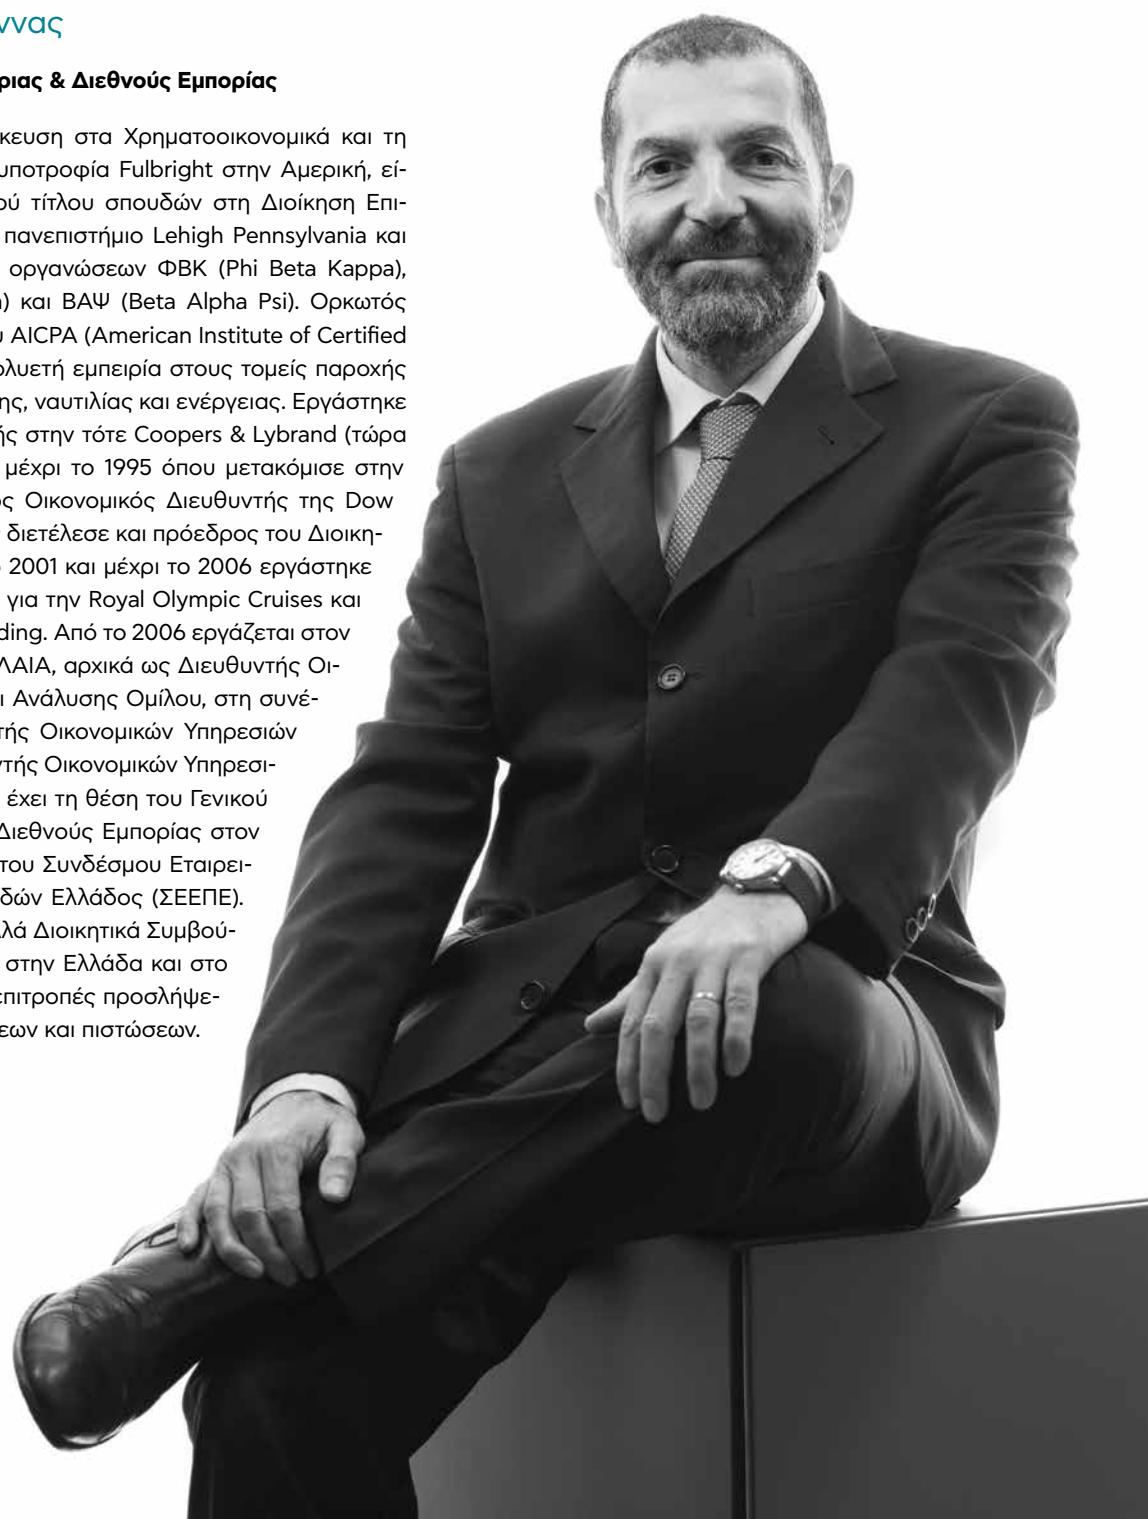 ννας
ριας & Διεθνούς Εμπορίας
κευση στα Χρηματοοικονομικά και τη
υποτροφία Fulbright στην Αμερική, εί-
ού τίτλου σπουδών στη Διοίκηση Επι-
πανεπιστήμιο Lehigh Pennsylvania και
οργανώσεων ΦΒΚ (Phi Beta Kappa),
) και ΒΑΨ (Beta Alpha Psi). Ορκωτός
υ AICPA (American Institute of Certified
ολυετή εμπειρία στους τομείς παροχής
ης, ναυτιλίας και ενέργειας. Εργάστηκε
ής στην τότε Coopers & Lybrand (τώρα
μέχρι το 1995 όπου μετακόμισε στην
ος Οικονομικός Διευθυντής της Dow
διετέλεσε και πρόεδρος του Διοικη-
2001 και μέχρι το 2006 εργάστηκε
για την Royal Olympic Cruises και
ding. Από το 2006 εργάζεται στον
ΛΑΙΑ, αρχικά ως Διευθυντής Οι-
ι Ανάλυσης Ομίλου, στη συνέ-
τής Οικονομικών Υπηρεσιών
ντής Οικονομικών Υπηρεσι-
έχει τη θέση του Γενικού
Διεθνούς Εμπορίας στον
του Συνδέσμου Εταιρει-
δών Ελλάδος (ΣΕΕΠΕ).
λά Διοικητικά Συμβού-
στην Ελλάδα και στο
επιτροπές προσλήψε-
εων και πιστώσεων.